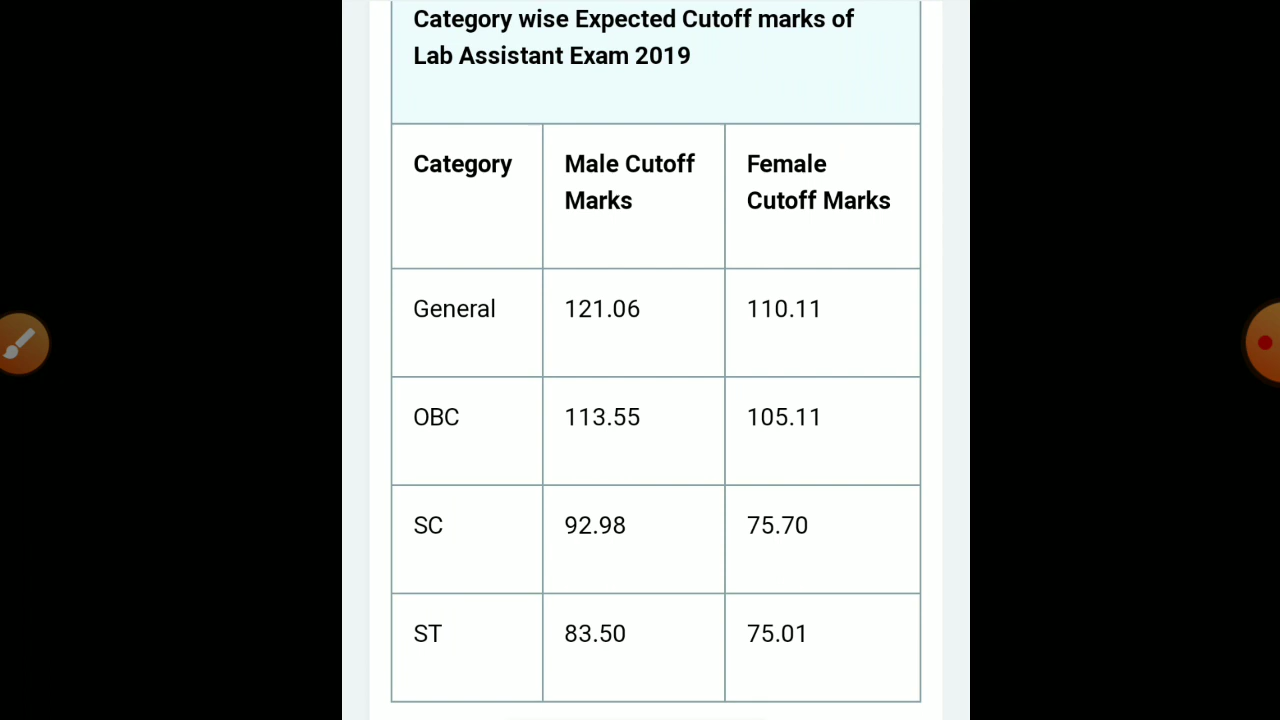 Category wise Expected Cutoff marks of
Lab Assistant Exam 2019
Category
Male Cutoff
Marks
Female
Cutoff Marks
General
121.06
110.11
OBC
113.55
105.11
SC
92.98
75.70
ST
83.50
75.01